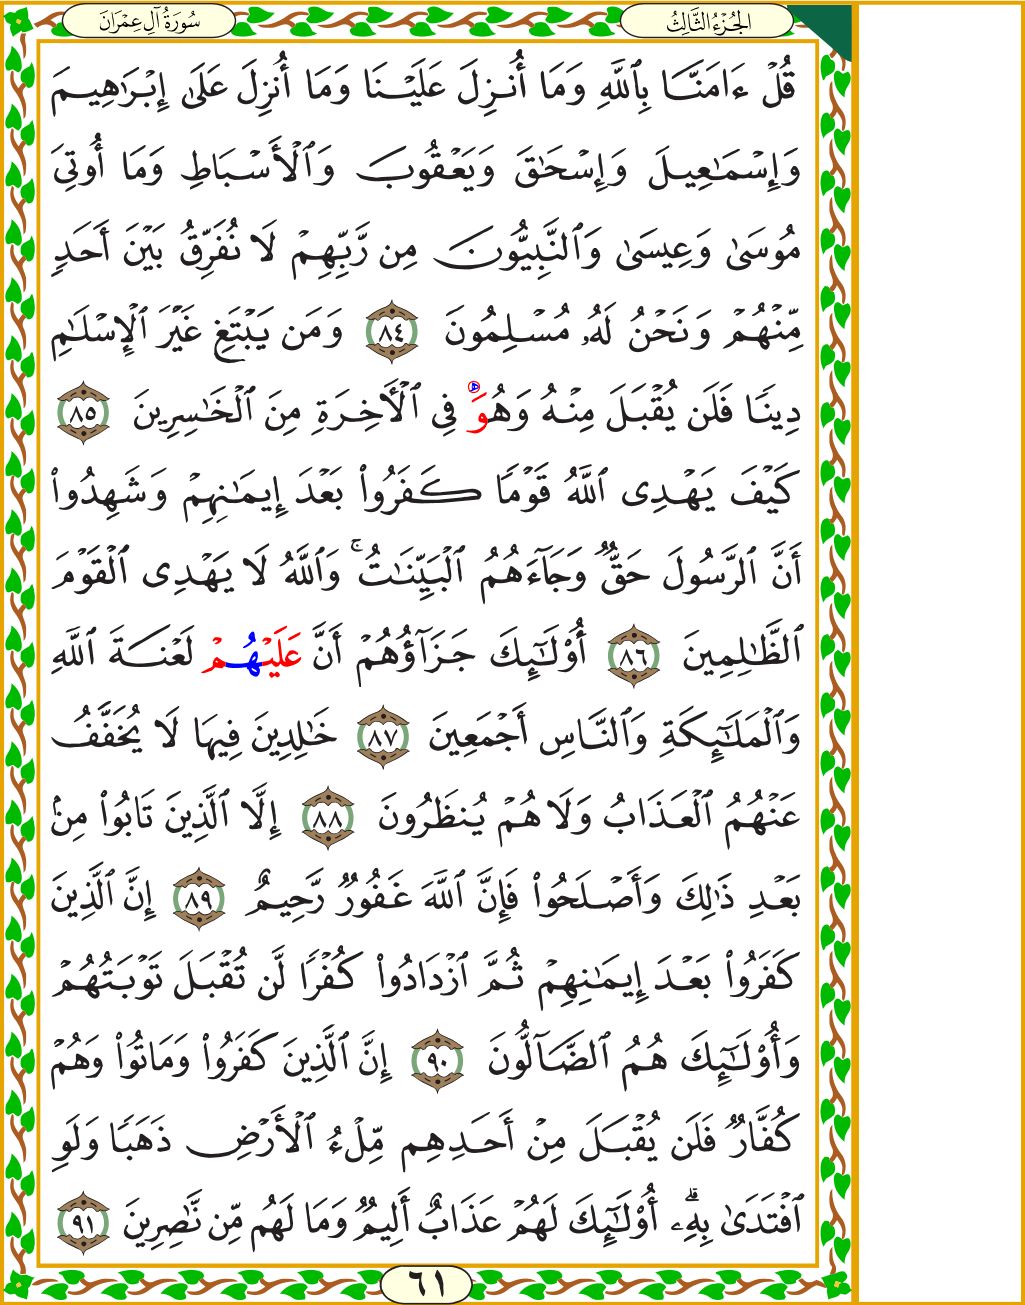 الجُزْءُ الثَّالِثُ
سُورَةُ آلِ عِمْرَانَ
قُلْ ءَامَنَّا بِٱللَّهِ وَمَا أُنزِلَ عَلَيْنَا وَمَا أُنزِلَ عَلَىٰ إِبْرَٰهِيمَ
وَإِسْمَٰعِيلَ وَإِسْحَٰقَ وَيَعْقُوبَ وَٱلْأَسْبَاطِ وَمَا أُوتِىَ
مُوسَىٰ وَعِيسَىٰ وَٱلنَّبِيُّونَ مِن رَّبِّهِمْ لَا نُفَرِّقُ بَيْنَ أَحَدٍ
مِّنْهُمْ وَنَحْنُ لَهُۥ مُسْلِمُونَ ٨٤ وَمَن يَبْتَغِ غَيْرَ ٱلْإِسْلَٰمِ
دِينًا فَلَن يُقْبَلَ مِنْهُ وَهُوَ فِى ٱلْأَخِرَةِ مِنَ ٱلْخَٰسِرِينَ ٨٥
كَيْفَ يَهْدِى ٱللَّهُ قَوْمًا كَفَرُواْ بَعْدَ إِيمَٰنِهِمْ وَشَهِدُواْ
أَنَّ ٱلرَّسُولَ حَقٌّ وَجَآءَهُمُ ٱلْبَيِّنَٰتُ ۚ وَٱللَّهُ لَا يَهْدِى ٱلْقَوْمَ
ٱلظَّٰلِمِينَ ٨٦ أُوْلَٰٓئِكَ جَزَآؤُهُمْ أَنَّ عَلَيْهُمْ لَعْنَةَ ٱللَّهِ
وَٱلْمَلَٰٓئِكَةِ وَٱلنَّاسِ أَجْمَعِينَ ٨٧ خَٰلِدِينَ فِيهَا لَا يُخَفَّفُ
عَنْهُمُ ٱلْعَذَابُ وَلَا هُمْ يُنظَرُونَ ٨٨ إِلَّا ٱلَّذِينَ تَابُواْ مِنۢ
بَعْدِ ذَٰلِكَ وَأَصْلَحُواْ فَإِنَّ ٱللَّهَ غَفُورٌ رَّحِيمٌ ٨٩ إِنَّ ٱلَّذِينَ
كَفَرُواْ بَعْدَ إِيمَٰنِهِمْ ثُمَّ ٱزْدَادُواْ كُفْرًا لَّن تُقْبَلَ تَوْبَتُهُمْ
وَأُوْلَٰٓئِكَ هُمُ ٱلضَّآلُّونَ ٩٠ إِنَّ ٱلَّذِينَ كَفَرُواْ وَمَاتُواْ وَهُمْ
كُفَّارٌ فَلَن يُقْبَلَ مِنْ أَحَدِهِم مِّلْءُ ٱلْأَرْضِ ذَهَبًا وَلَوِ
ٱفْتَدَىٰ بِهِۦ ۗ أُوْلَٰٓئِكَ لَهُمْ عَذَابٌ أَلِيمٌ وَمَا لَهُم مِّن نَّٰصِرِينَ ٩١
٦١